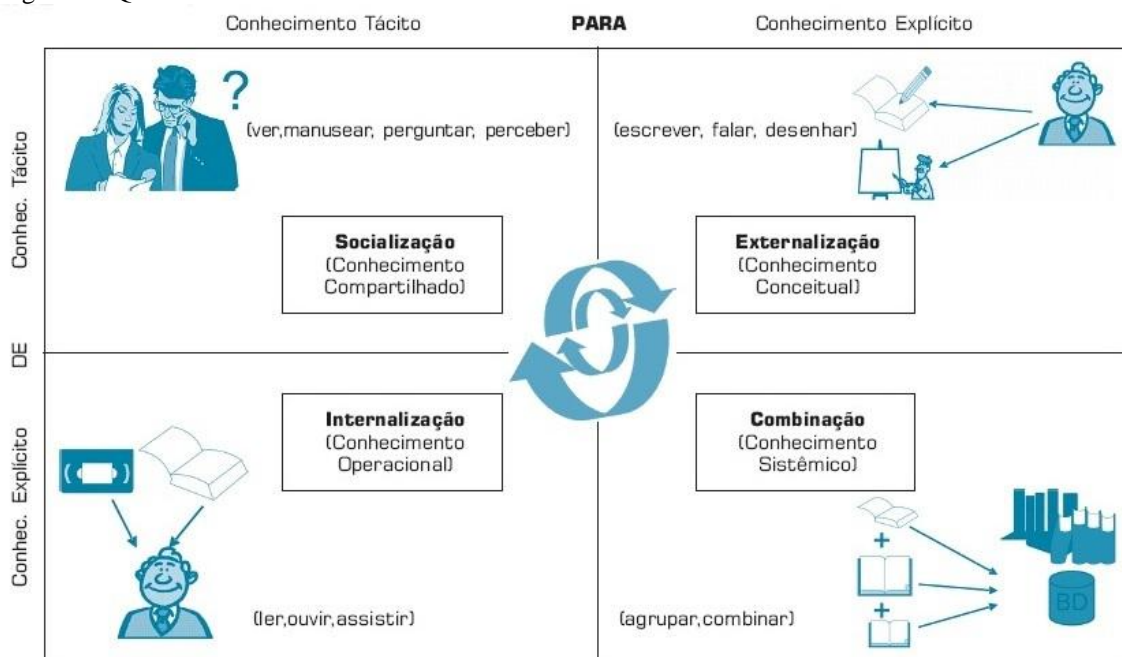 Conhecimento Tácito PARA Conhecimento Explícito
?
(ver,manusear, perguntar, perceber)
(escrever, falar, desenhar)
Conhec. Tácito
Socialização
(Conhecimento
Compartilhado)
Externalização
(Conhecimento
Conceitual)
DE
Internalização
(Conhecimento
Operacional)
Combinação
(Conhecimento
Sistêmico)
Conhec. Explícito
+
+
BD
(ler,ouvir,assistir)
(agrupar,combinar)